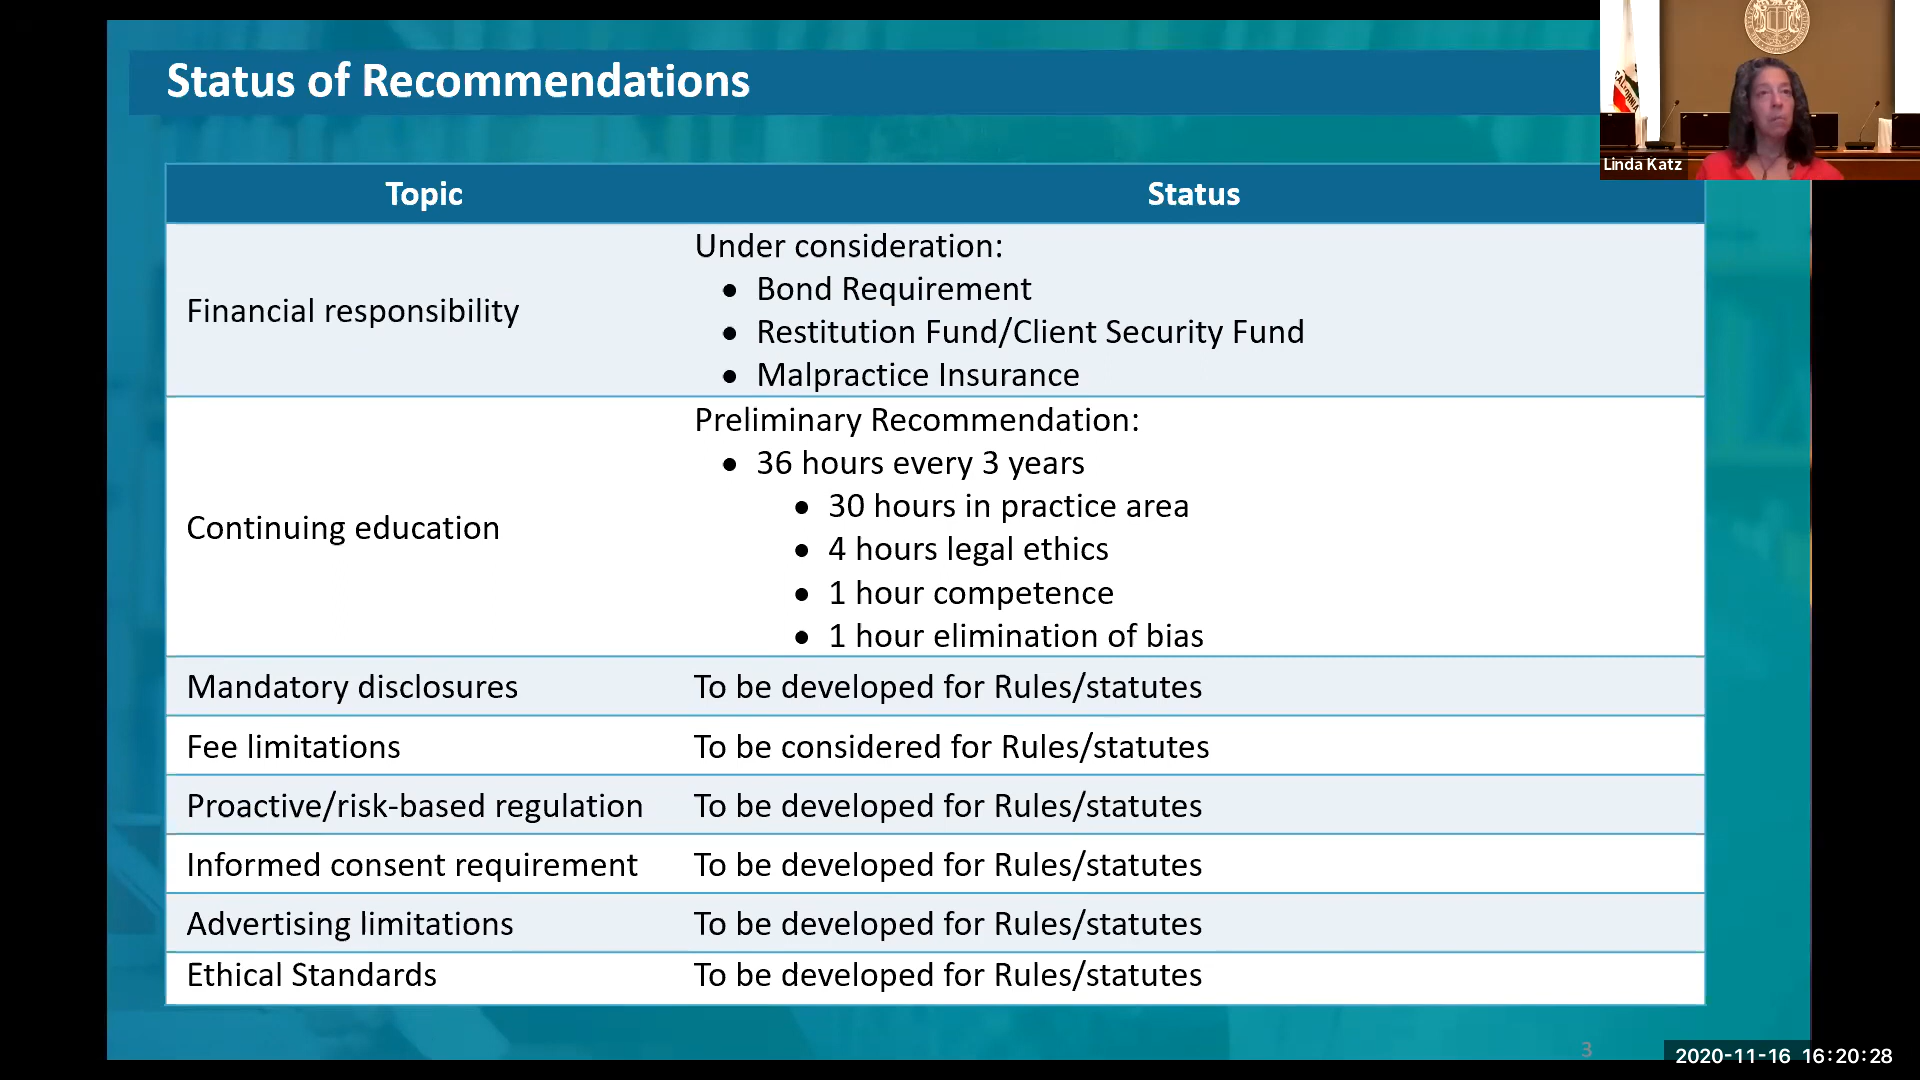 Status of Recommendations
Linda Katz
Topic Status
Financial responsibility
Under consideration:
• Bond Requirement
• Restitution Fund/Client Security Fund
• Malpractice Insurance
Continuing education
Preliminary Recommendation:
• 36 hours every 3 years
• 30 hours in practice area
• 4 hours legal ethics
• 1 hour competence
• 1 hour elimination of bias
Mandatory disclosures To be developed for Rules/statutes
Fee limitations To be considered for Rules/statutes
Proactive/risk-based regulation To be developed for Rules/statutes
Informed consent requirement To be developed for Rules/statutes
Advertising limitations To be developed for Rules/statutes
Ethical Standards To be developed for Rules/statutes
3
2020-11-16 16:20:28